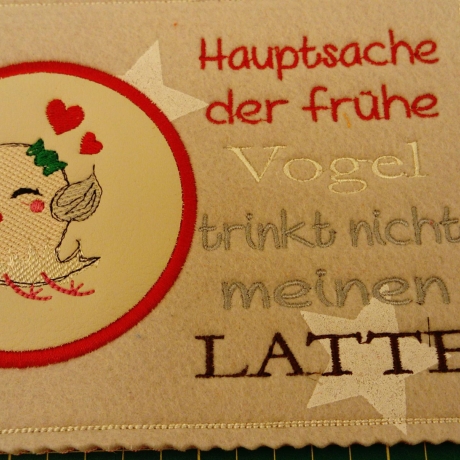 Hauptsache
der frühe
Vogel
trinkt nicht
meinen
LATTE